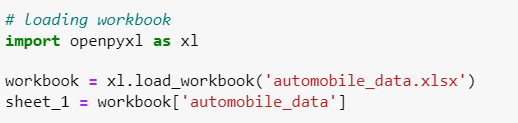 # loading workbook
import openpyxl as xl
workbook = xl.load_workbook('automobile_data.xlsx')
sheet_1 = workbook['automobile_data']